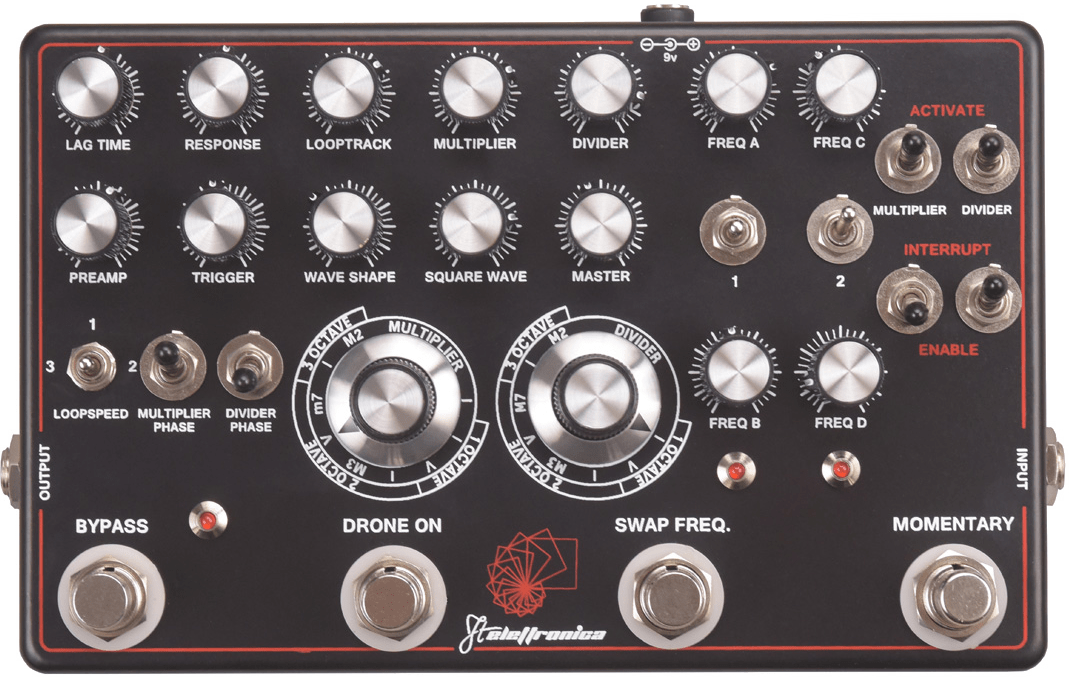 9v
LAG TIME
RESPONSE
LOOPTRACK
MULTIPLIER
DIVIDER
FREQ A
FREQ C
ACTIVATE
MULTIPLIER
DIVIDER
PREAMP
TRIGGER
WAVE SHAPE
SQUARE WAVE
MASTER
1
2
INTERRUPT
ENABLE
1
3
2
LOOPSPEED
MULTIPLIER
PHASE
DIVIDER
PHASE
3 OCTAVE
M2
MULTIPLIER
m7
V
2 OCTAVE
M3
I
V
1 OCTAVE
3 OCTAVE
M2
DIVIDER
M7
V
2 OCTAVE
M3
I
V
1 OCTAVE
FREQ B
FREQ D
OUTPUT
INPUT
BYPASS
DRONE ON
SWAP FREQ.
MOMENTARY
elettronica